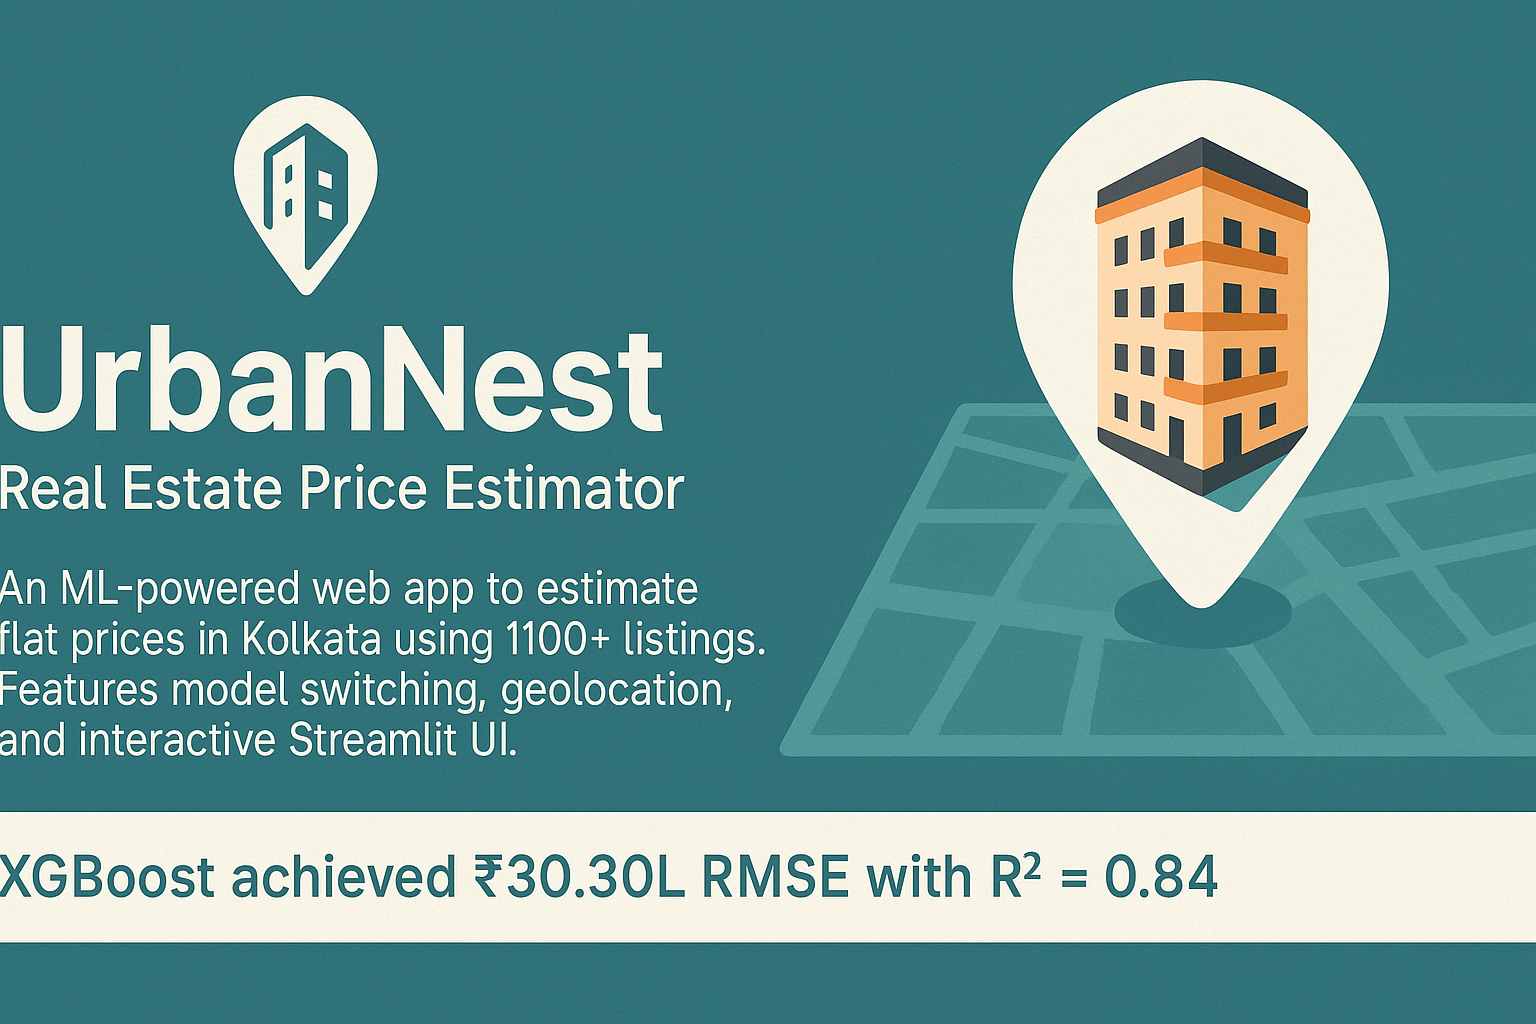 UrbanNest
Real Estate Price Estimator
An ML-powered web app to estimate
flat prices in Kolkata using 1100+ listings.
Features model switching, geolocation,
and interactive Streamlit UI.
XGBoost achieved ₹30.30L RMSE with R² = 0.84